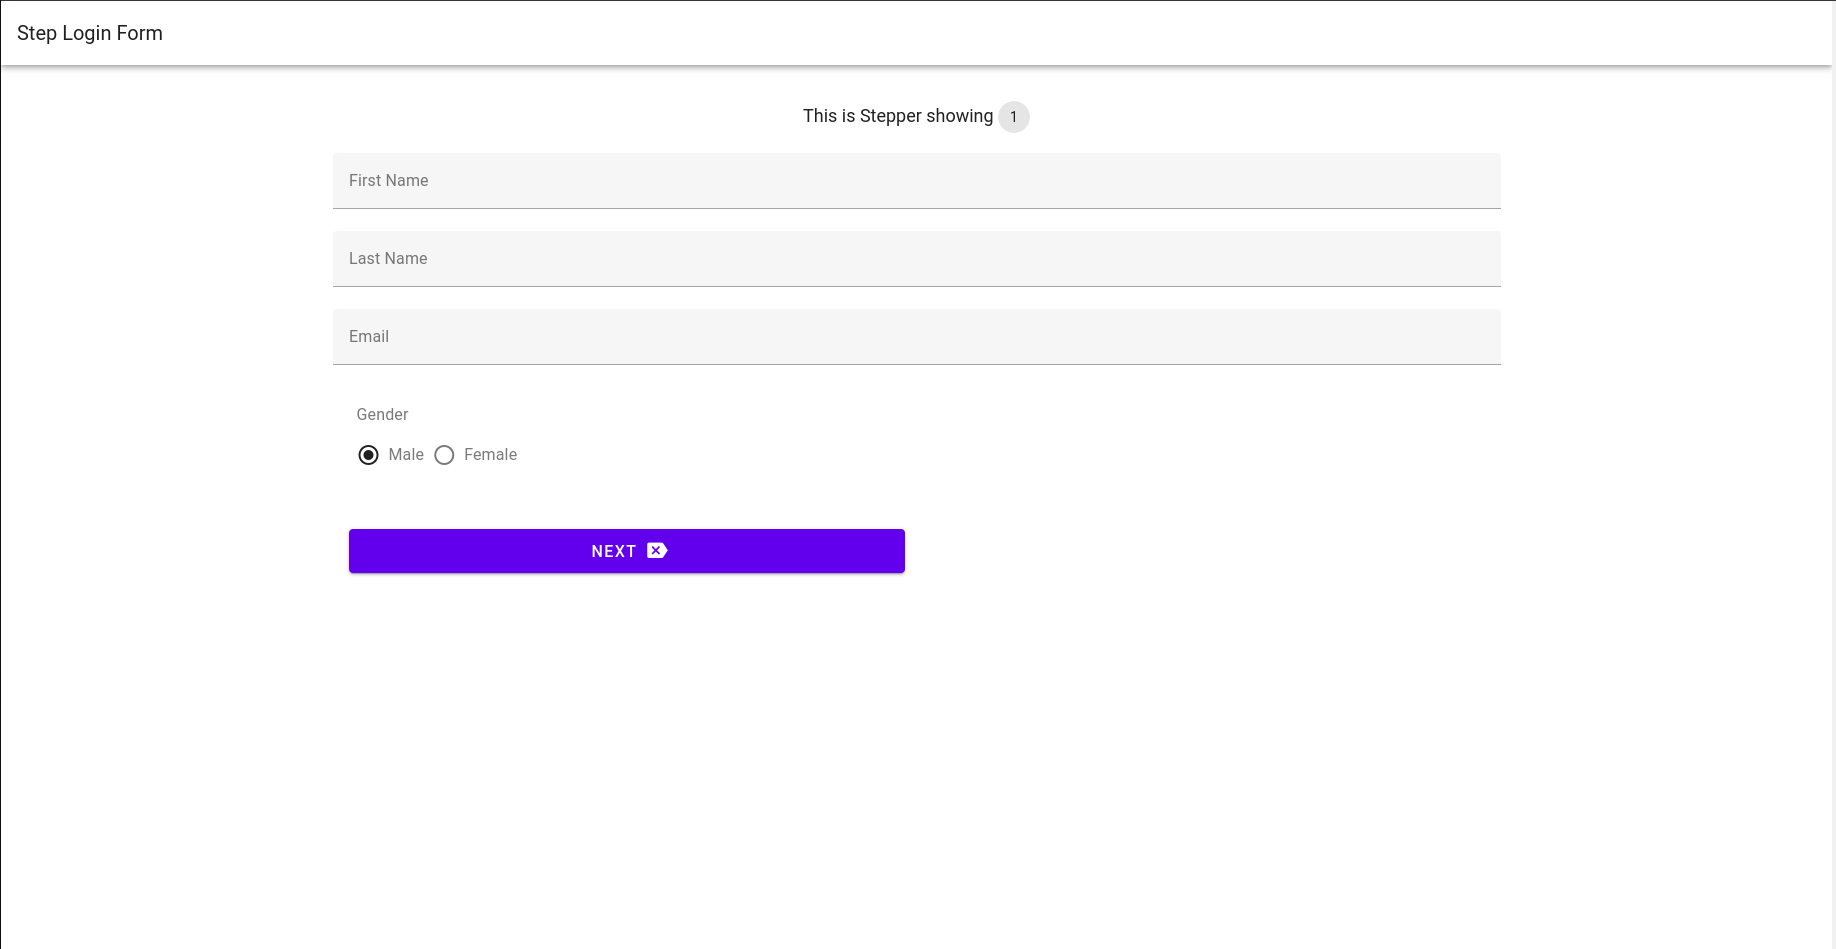 Step Login Form
This is Stepper showing 1
First Name
Last Name
Email
Gender
Male Female
NEXT